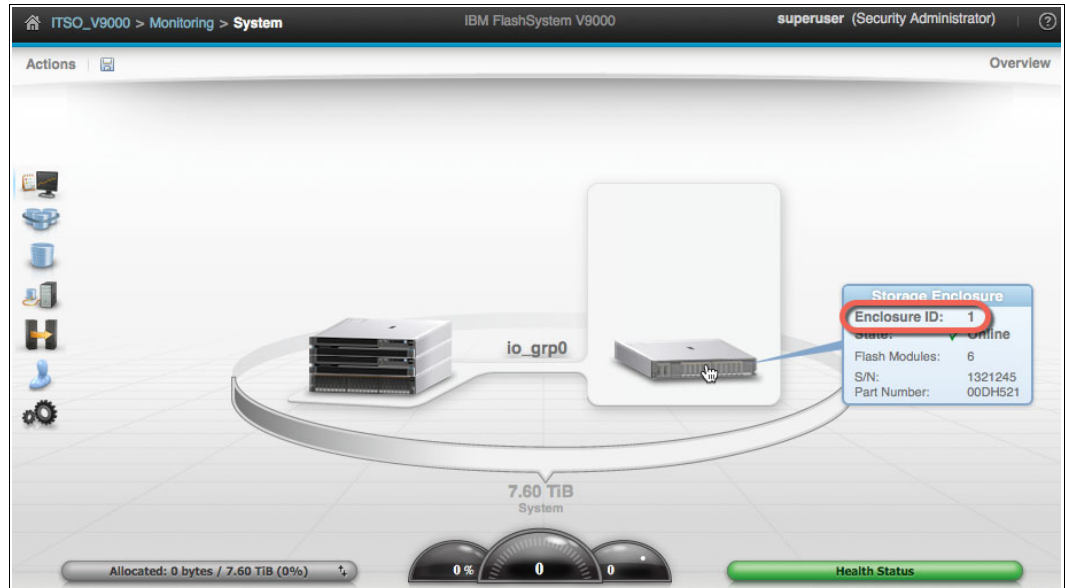 ITSO_V9000 > Monitoring > System
IBM FlashSystem V9000
superuser (Security Administrator)
?
Actions
Overview
Storage Enclosure
Enclosure ID: 1
State: Online
Flash Modules: 6
S/N: 1321245
Part Number: 00DH521
io_grp0
7.60 TiB
System
Allocated: 0 bytes / 7.60 TiB (0%)
0 %
0
0
Health Status